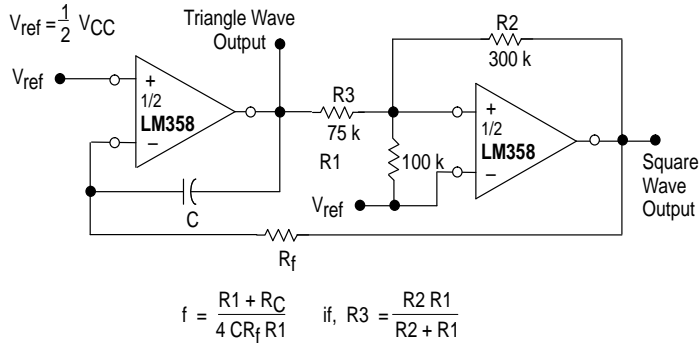 Vref = 1/2 VCC
Triangle Wave
Output
R2
300 k
Vref
+
1/2
LM358
−
R3
75 k
+
1/2
LM358
−
R1
100 k
C
Vref
Square
Wave
Output
Rf
f = R1 + RC / 4 CRf R1 if, R3 = R2 R1 / R2 + R1